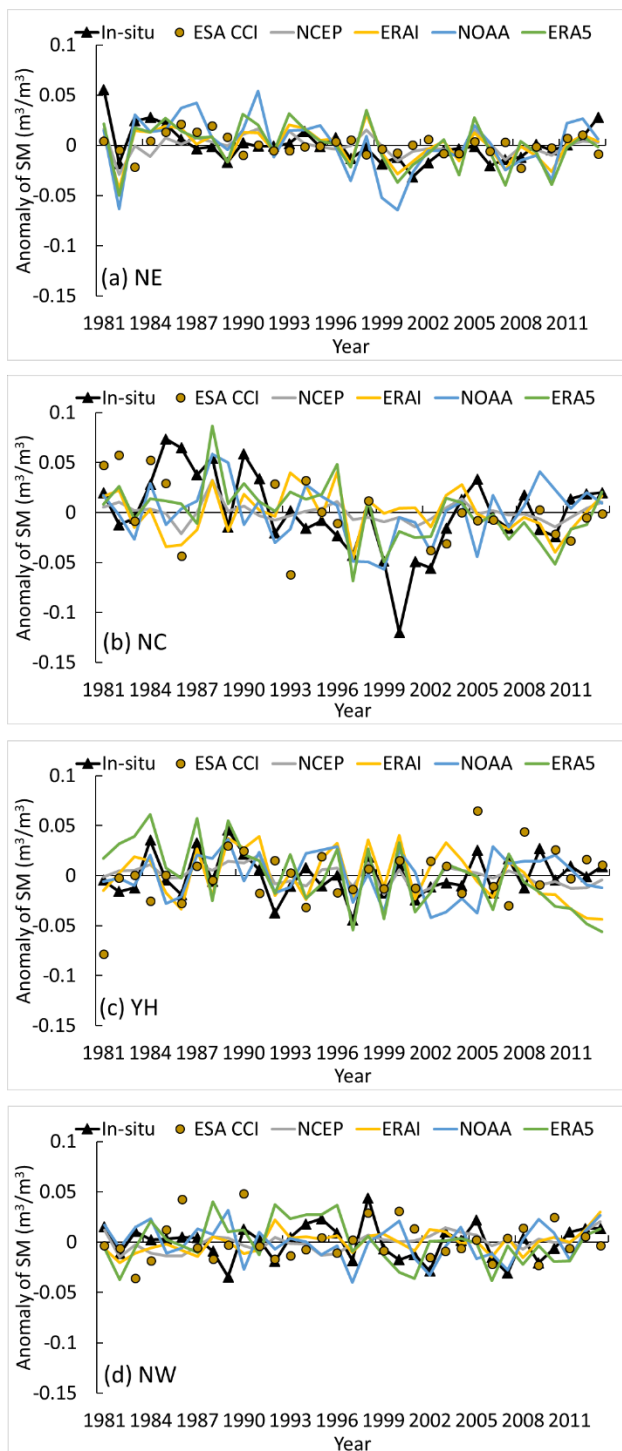 In-situ ESA CCI NCEP ERAI NOAA ERA5
Anomaly of SM (m³/m³)
0.1
0.05
0
-0.05
-0.1
-0.15
(a) NE
1981 1984 1987 1990 1993 1996 1999 2002 2005 2008 2011
Year
In-situ ESA CCI NCEP ERAI NOAA ERA5
Anomaly of SM (m³/m³)
0.1
0.05
0
-0.05
-0.1
-0.15
(b) NC
1981 1984 1987 1990 1993 1996 1999 2002 2005 2008 2011
Year
In-situ ESA CCI NCEP ERAI NOAA ERA5
Anomaly of SM (m³/m³)
0.1
0.05
0
-0.05
-0.1
-0.15
(c) YH
1981 1984 1987 1990 1993 1996 1999 2002 2005 2008 2011
Year
In-situ ESA CCI NCEP ERAI NOAA ERA5
Anomaly of SM (m³/m³)
0.1
0.05
0
-0.05
-0.1
-0.15
(d) NW
1981 1984 1987 1990 1993 1996 1999 2002 2005 2008 2011
Year